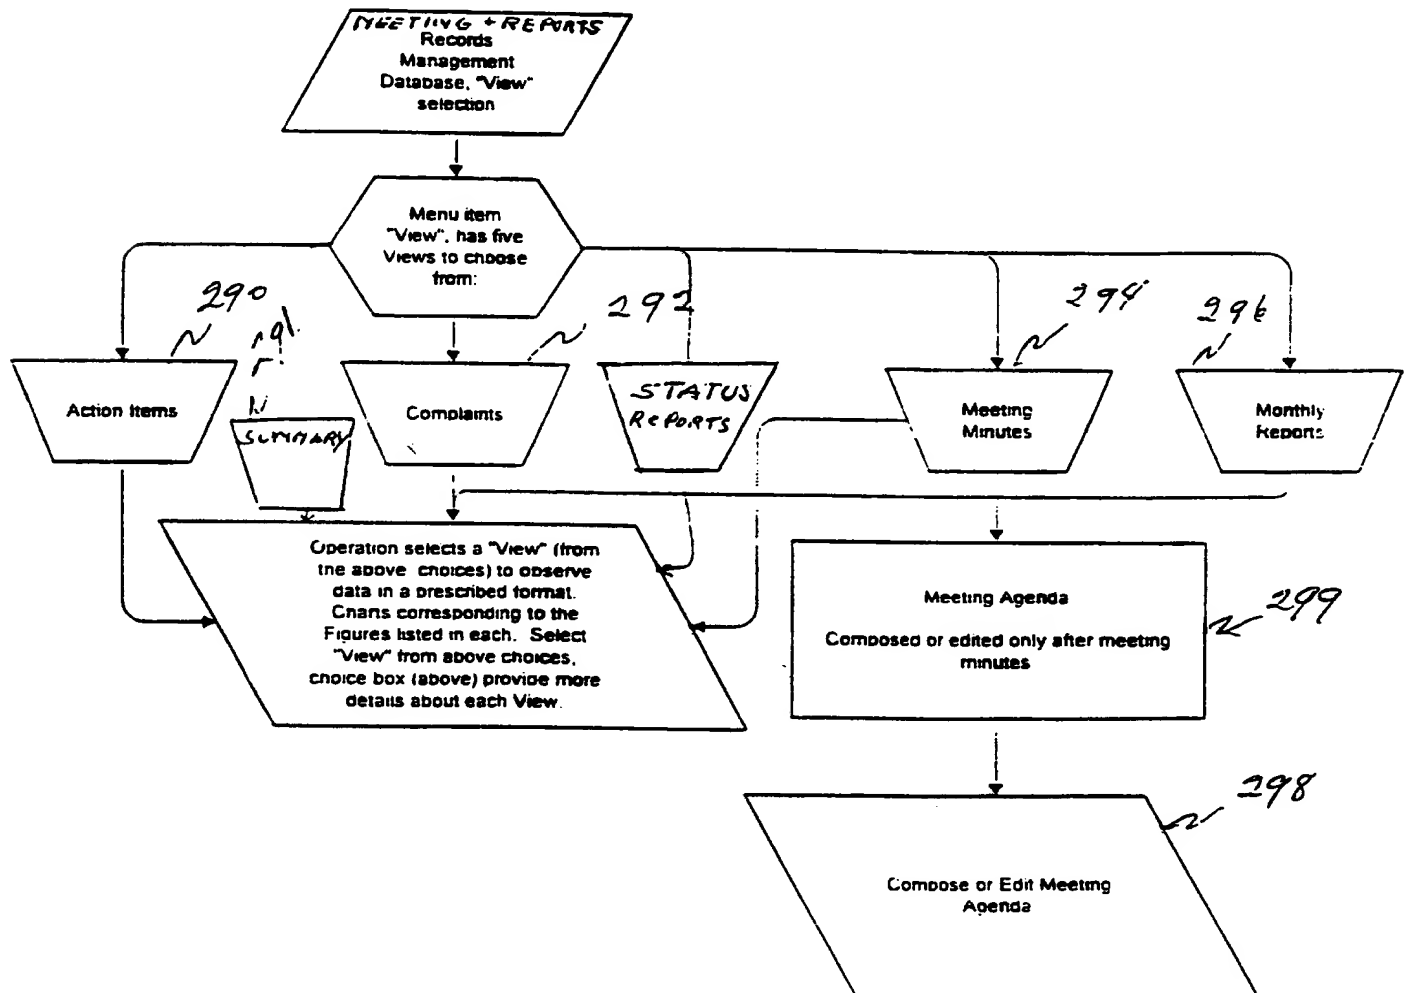 MEETING + REPORTS
Records
Management
Database, "View"
selection
Menu item
"View", has five
Views to choose
from:
290
292
294
296
Action Items
SUMMARY
Complaints
STATUS
REPORTS
Meeting
Minutes
Monthly
Reports
Operation selects a "View" (from
the above choices) to observe
data in a prescribed format.
Charts corresponding to the
Figures listed in each. Select
"View" from above choices,
choice box (above) provide more
details about each View.
Meeting Agenda
Composed or edited only after meeting
minutes
299
298
Compose or Edit Meeting
Agenda